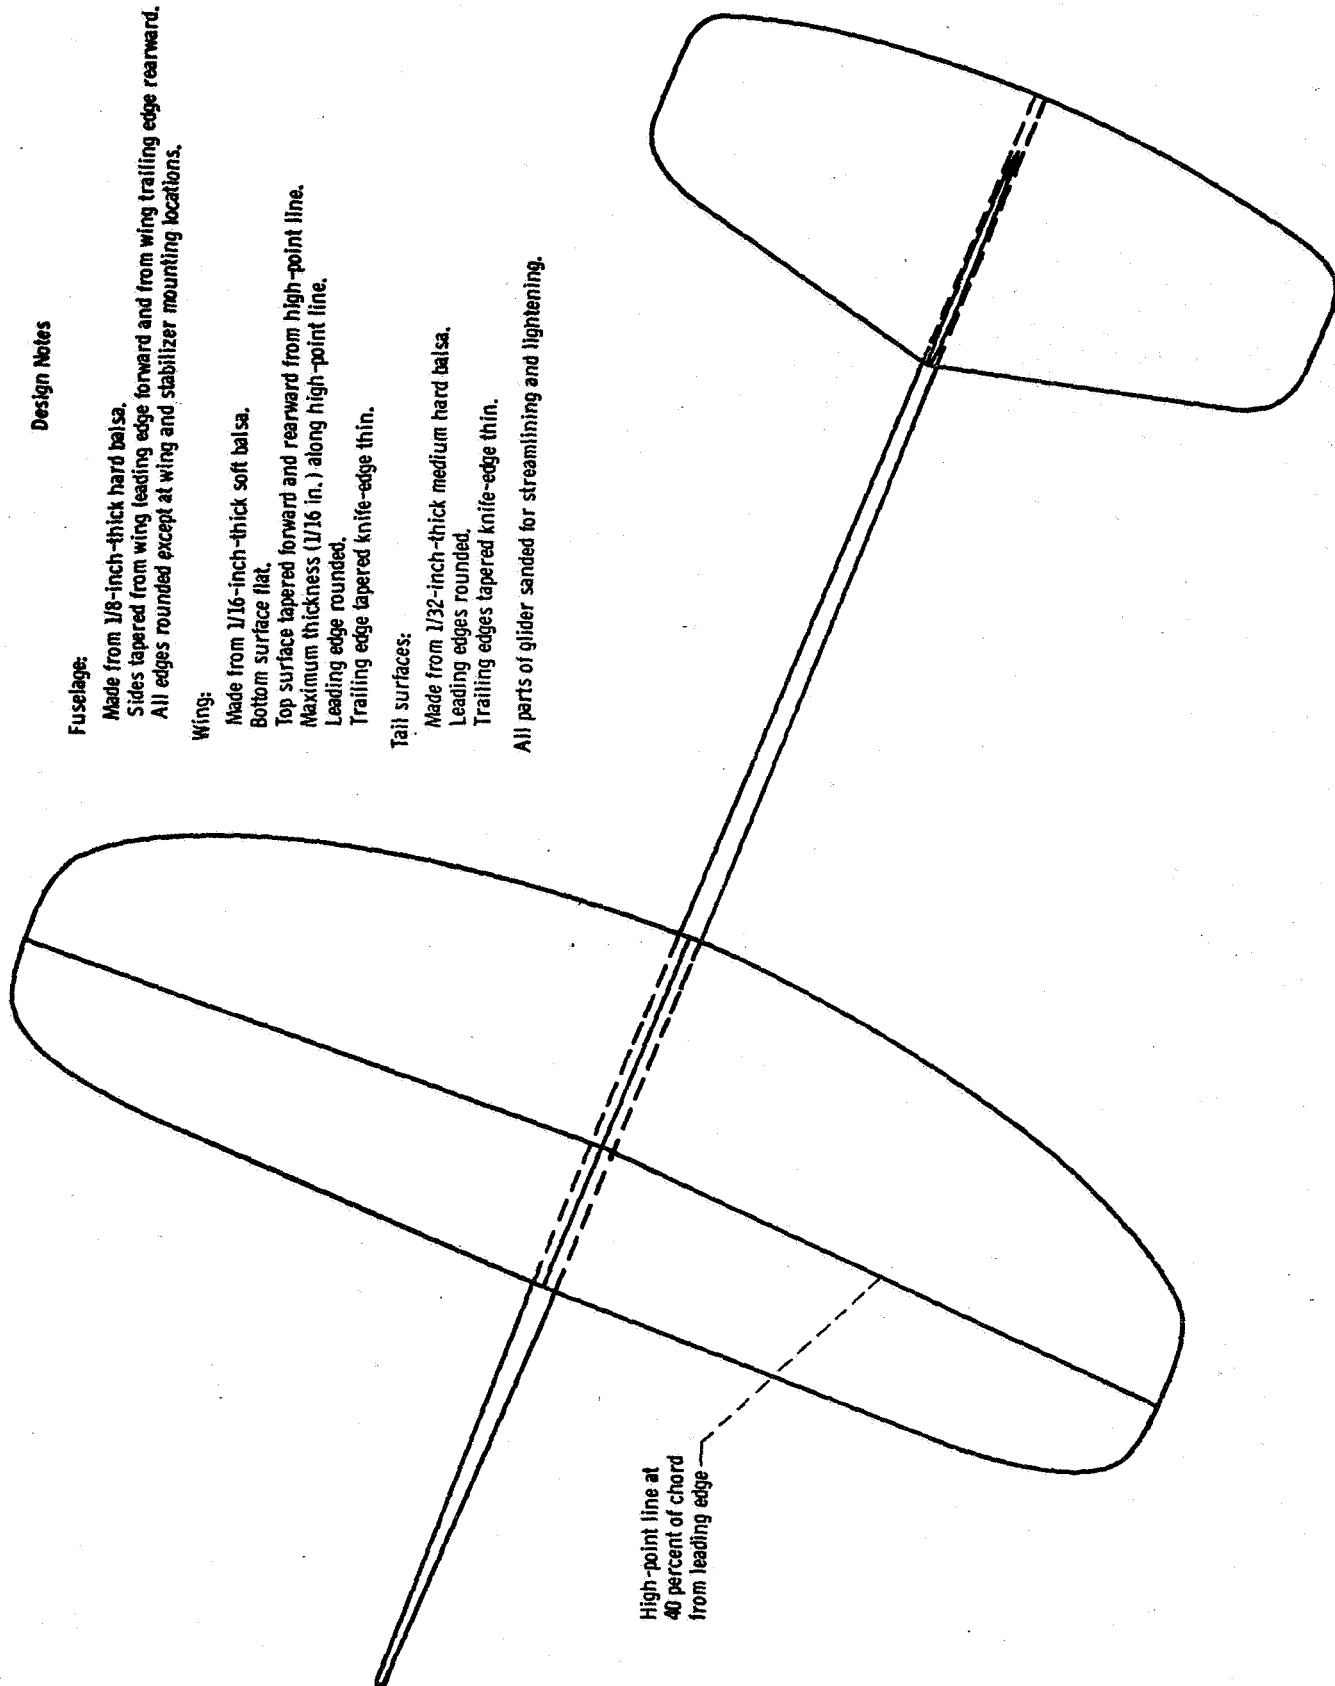 Design Notes
Fuselage:
Made from 1/8-inch-thick hard balsa.
Sides tapered from wing leading edge forward and from wing trailing edge rearward.
All edges rounded except at wing and stabilizer mounting locations.
Wing:
Made from 1/16-inch-thick soft balsa.
Bottom surface flat.
Top surface tapered forward and rearward from high-point line.
Maximum thickness (1/16 in.) along high-point line.
Leading edge rounded.
Trailing edge tapered knife-edge thin.
Tail surfaces:
Made from 1/32-inch-thick medium hard balsa.
Leading edges rounded.
Trailing edges tapered knife-edge thin.
All parts of glider sanded for streamlining and lightening.
High-point line at
40 percent of chord
from leading edge